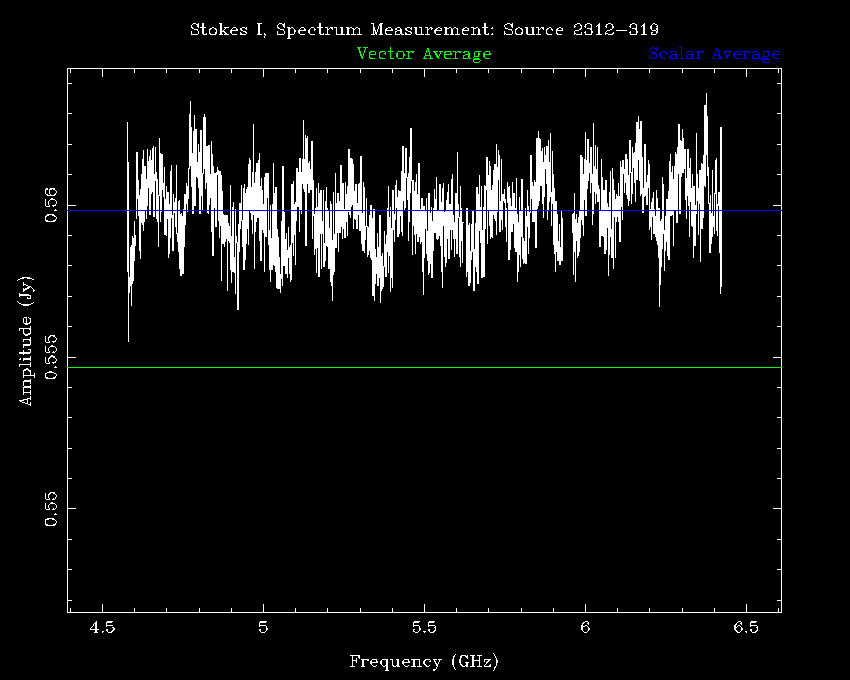 Stokes I, Spectrum Measurement: Source 2312-319
Vector Average Scalar Average
0.56
0.555
0.55
Amplitude (Jy)
4.5 5 5.5 6 6.5
Frequency (GHz)